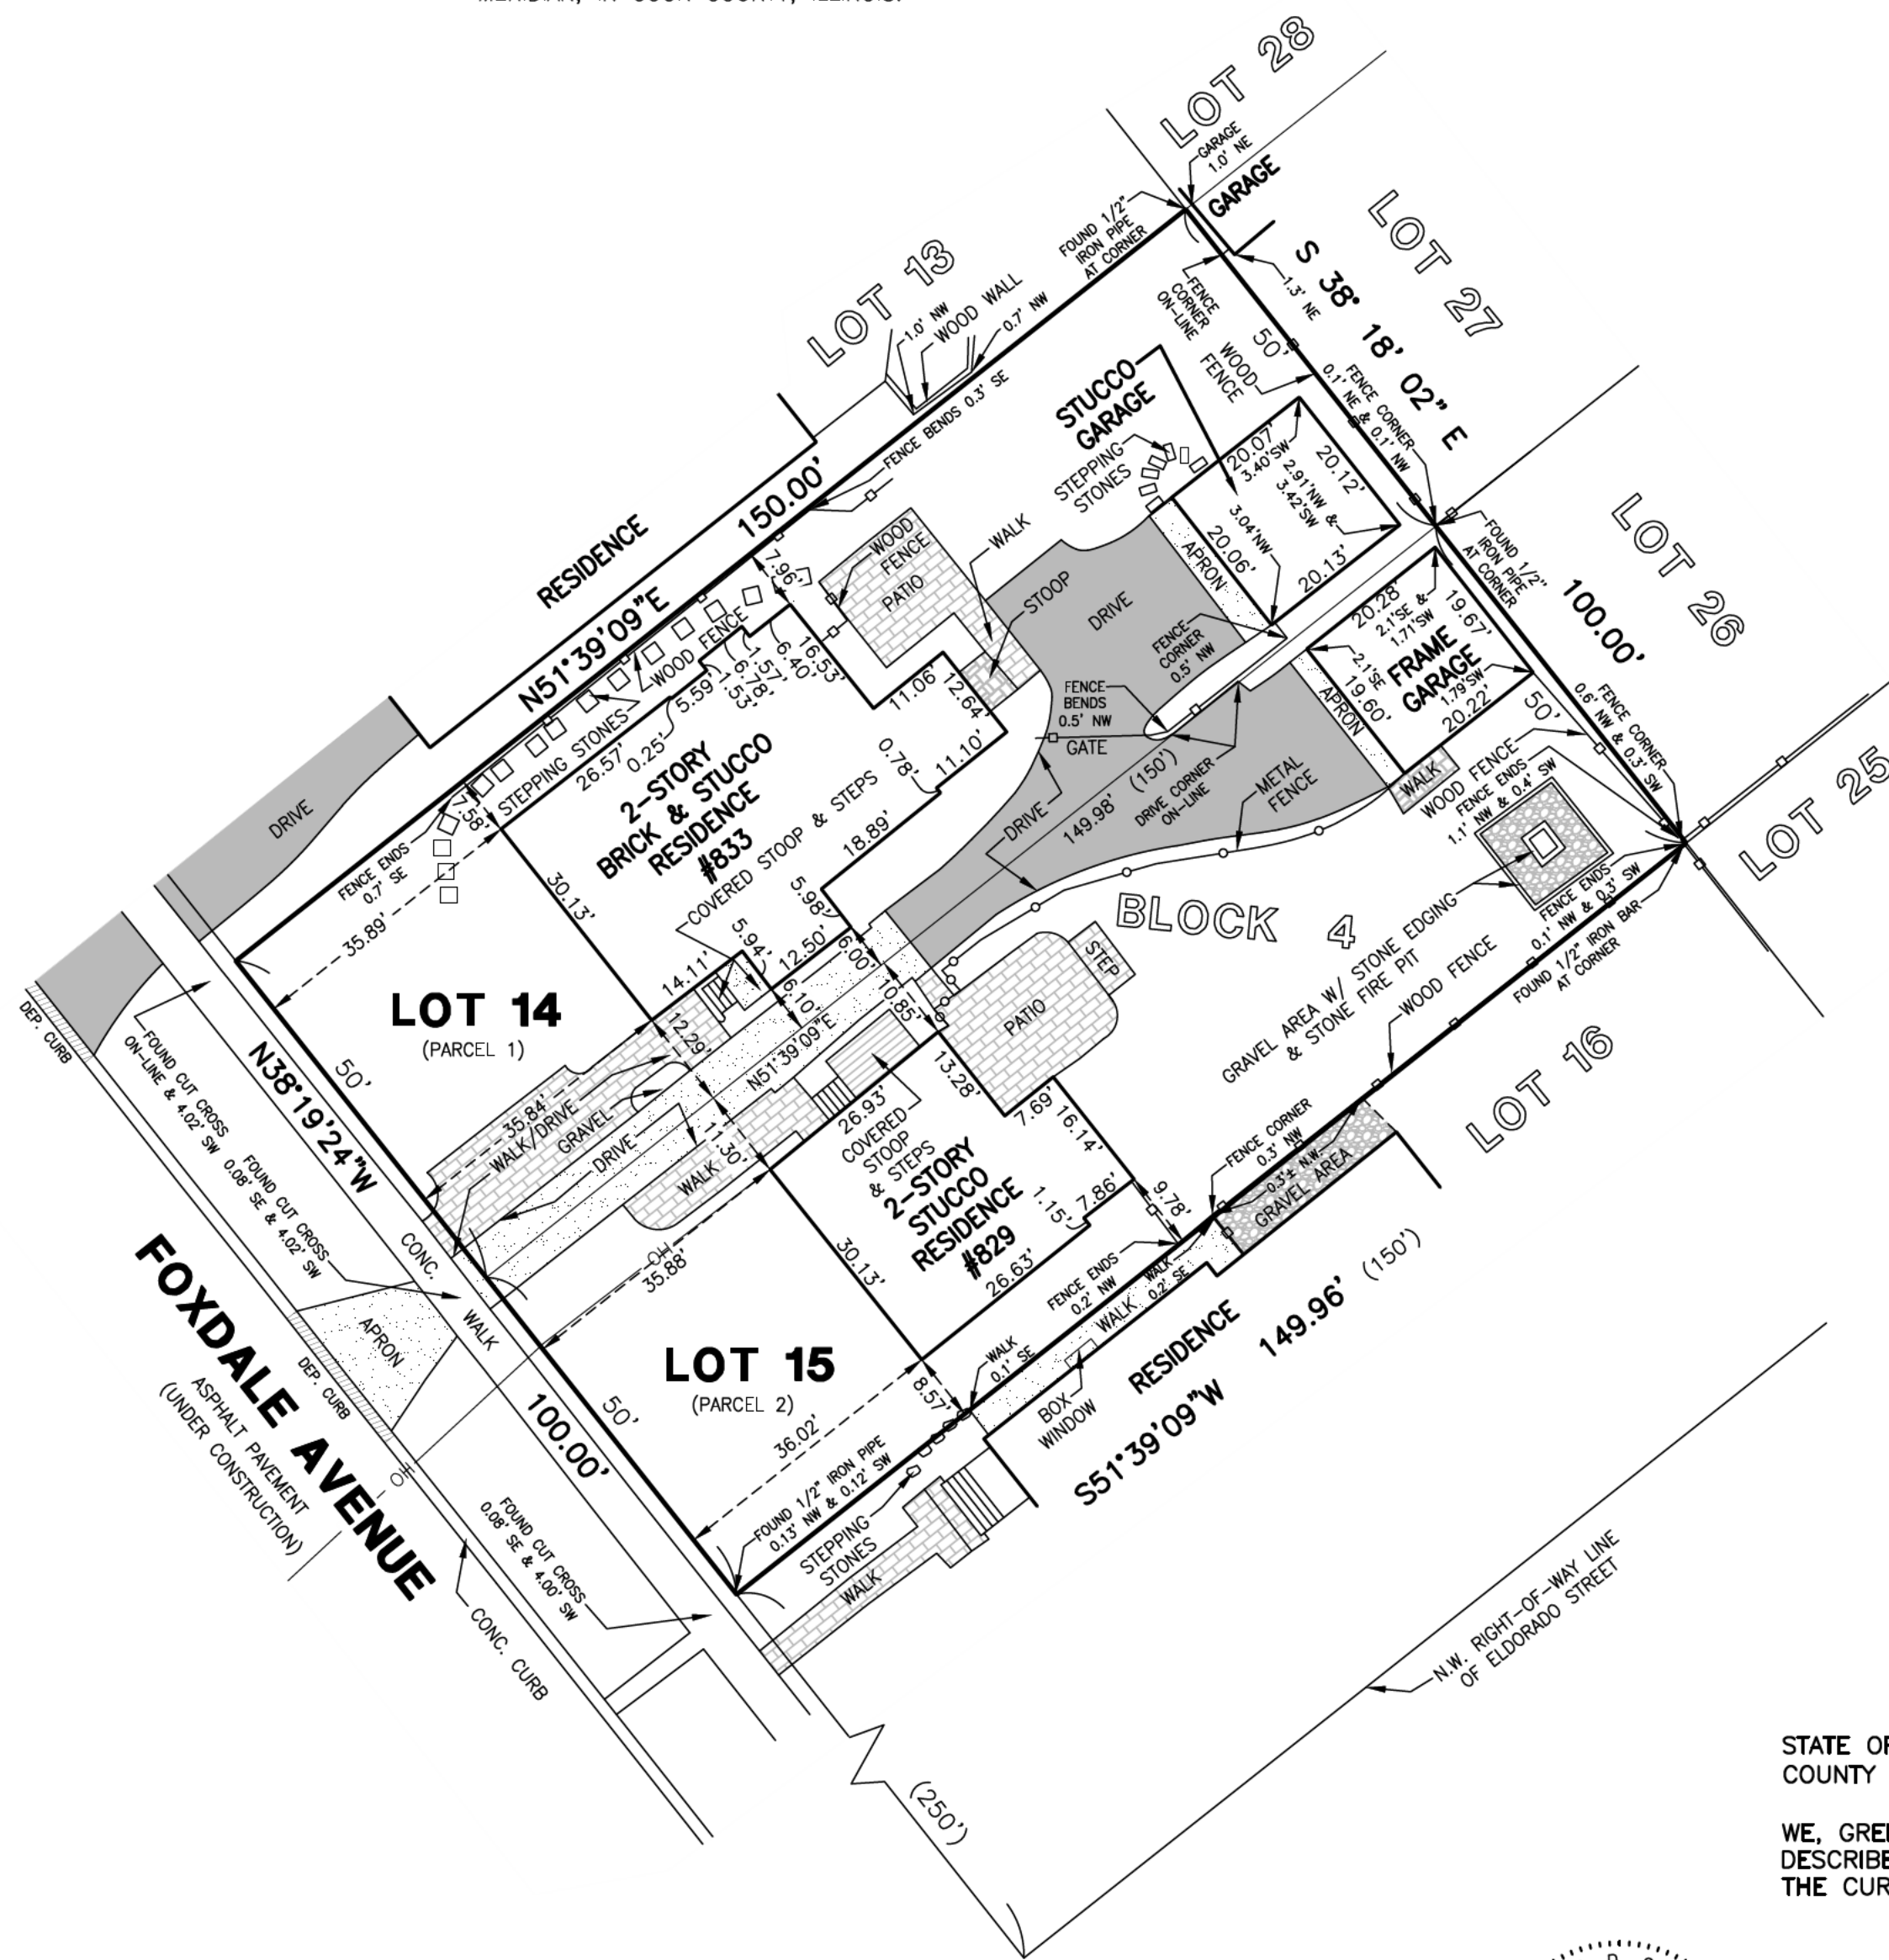 LOT 28
GARAGE
1.0' NE
GARAGE
LOT 27
FOUND 1/2"
IRON PIPE
AT CORNER
LOT 13
1.0' NW
WOOD WALL
0.7' NW
FENCE
CORNER
ON-LINE
1.3' NE
S 38° 18' 02" E
50'
WOOD
FENCE
FENCE CORNER
0.1' NE & 0.1' NW
STUCCO
GARAGE
FENCE BENDS 0.3' SE
STEPPING
STONES
20.07'
3.40'SW
20.12'
2.91'NW &
3.42'SW
3.04'NW
20.06'
20.13'
APRON
LOT 26
FOUND 1/2"
IRON PIPE
AT CORNER
100.00'
RESIDENCE
150.00'
N51°39'09"E
WOOD
FENCE
PATIO
WALK
STOOP
DRIVE
FENCE
CORNER
0.5' NW
7.96'
WOOD FENCE
STEPPING STONES
16.53'
6.40'
1.57'
6.78'
1.53'
5.59'
0.25'
26.57'
11.06'
12.64'
11.10'
0.78'
18.89'
2-STORY
BRICK & STUCCO
RESIDENCE
#833
COVERED STOOP & STEPS
FENCE
BENDS
0.5' NW
GATE
20.28'
2.1'SE &
1.71'SW
19.67'
2.1'SE
FRAME
GARAGE
1.79'SW
19.60'
20.22'
APRON
50'
FENCE CORNER
0.6' NW & 0.3' SW
WALK
WOOD FENCE
FENCE ENDS
1.1' NW & 0.4' SW
LOT 25
DRIVE
149.98' (150')
DRIVE CORNER
ON-LINE
METAL
FENCE
DRIVE
FENCE ENDS
0.7' SE
7.58'
35.89'
30.13'
5.98'
5.94'
12.50'
6.00'
14.11'
6.10'
12.29'
10.85'
BLOCK 4
STEP
PATIO
GRAVEL AREA W/ STONE EDGING
& STONE FIRE PIT
FENCE ENDS
0.1' NW & 0.3' SW
FOUND 1/2" IRON BAR
AT CORNER
WOOD FENCE
LOT 16
DEP. CURB
LOT 14
(PARCEL 1)
FOUND CUT CROSS
ON-LINE & 4.02' SW
N38°19'24"W
50'
FOUND CUT CROSS
0.08' SE & 4.02' SW
35.84'
WALK/DRIVE
GRAVEL
DRIVE
N51°39'09"E
WALK
26.93'
COVERED
STOOP
& STEPS
13.28'
7.69'
16.14'
2-STORY
STUCCO
RESIDENCE
#829
1.15'
7.86'
9.78'
26.63'
30.13'
OH
35.88'
FENCE CORNER
0.3' NW
0.3'± N.W.
GRAVEL AREA
FENCE ENDS
0.2' NW
WALK
0.2' SE
WALK
RESIDENCE
149.96' (150')
S51°39'09"W
CONC.
WALK
FOXDALE AVENUE
ASPHALT PAVEMENT
(UNDER CONSTRUCTION)
APRON
DEP. CURB
OH
LOT 15
(PARCEL 2)
50'
100.00'
36.02'
8.57'
WALK
0.1' SE
BOX
WINDOW
FOUND 1/2" IRON PIPE
0.13' NW & 0.12' SW
STEPPING
STONES
WALK
FOUND CUT CROSS
0.08' SE & 4.00' SW
CONC. CURB
N.W. RIGHT-OF-WAY LINE
OF ELDORADO STREET
(250')
STATE OF
COUNTY
WE, GREE
DESCRIBE
THE CUR